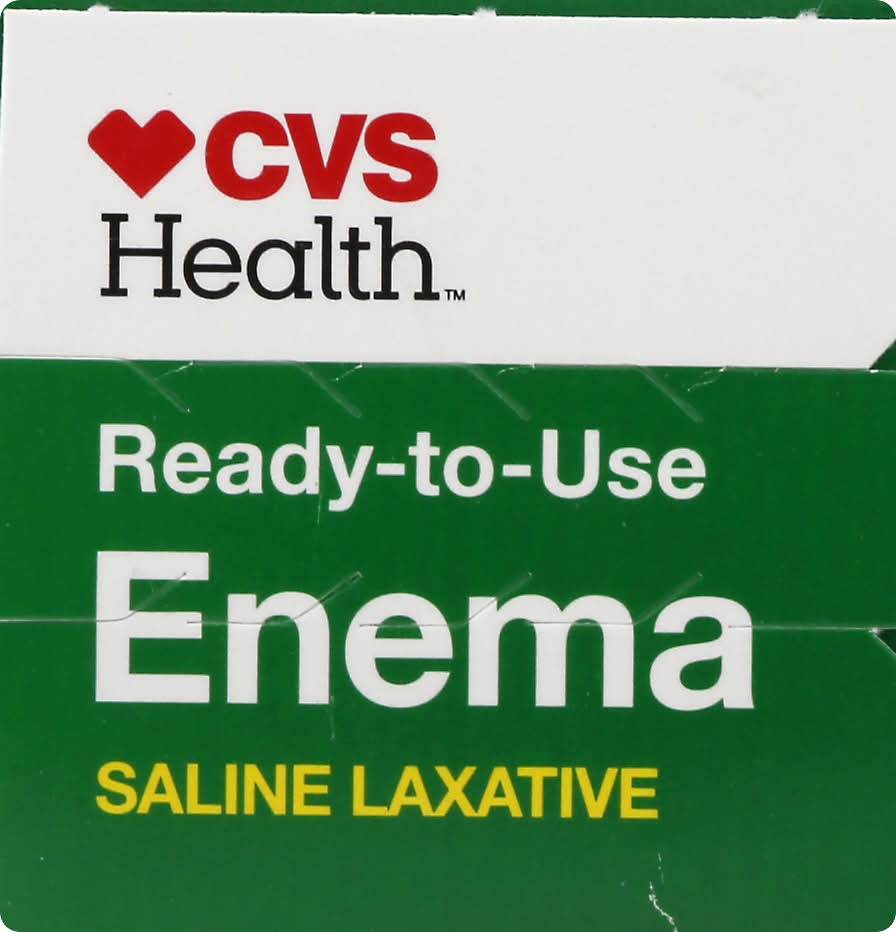 CVS
Health™
Ready-to-Use
Enema
SALINE LAXATIVE